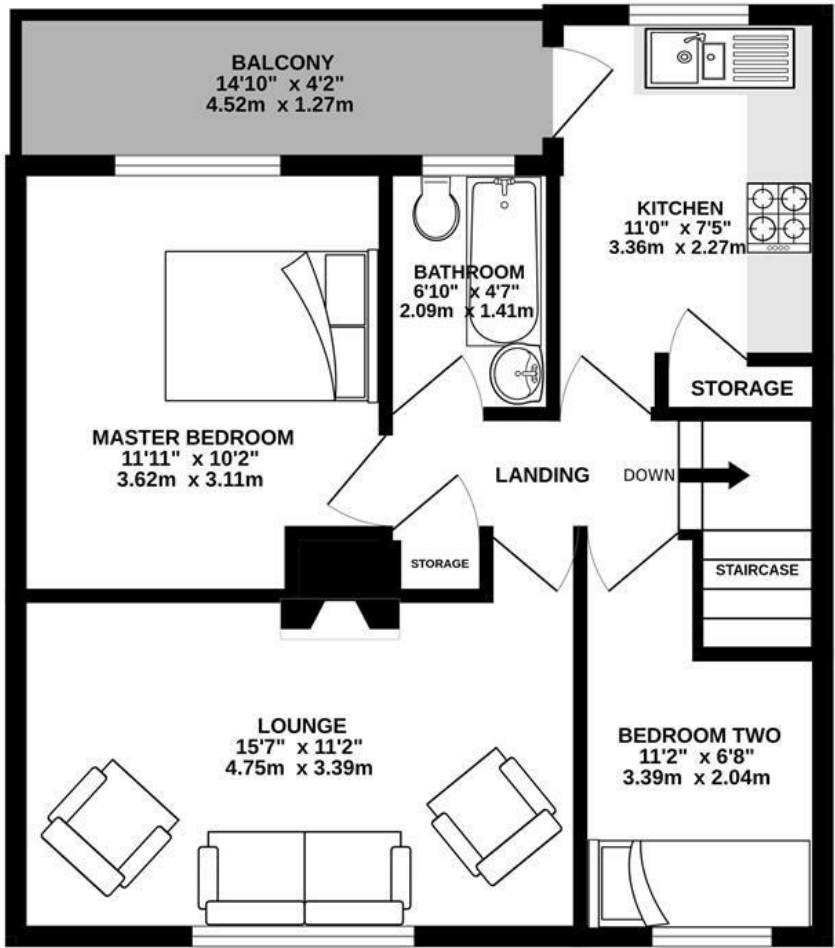 BALCONY
14'10" x 4'2"
4.52m x 1.27m
KITCHEN
11'0" x 7'5"
3.36m x 2.27m
BATHROOM
6'10" x 4'7"
2.09m x 1.41m
STORAGE
MASTER BEDROOM
11'11" x 10'2"
3.62m x 3.11m
LANDING
DOWN
STORAGE
STAIRCASE
LOUNGE
15'7" x 11'2"
4.75m x 3.39m
BEDROOM TWO
11'2" x 6'8"
3.39m x 2.04m